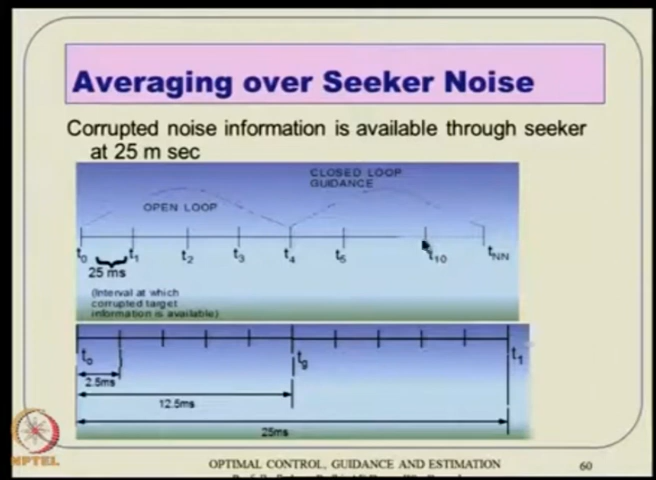 Averaging over Seeker Noise
Corrupted noise information is available through seeker
at 25 m sec
CLOSED LOOP
GUIDANCE
OPEN LOOP
t0 t1 t2 t3 t4 t5 t10 tNN
25 ms
(Interval at which
corrupted target
information is available)
t0 tg t1
2.5ms
12.5ms
25ms
NPTEL
OPTIMAL CONTROL, GUIDANCE AND ESTIMATION
60